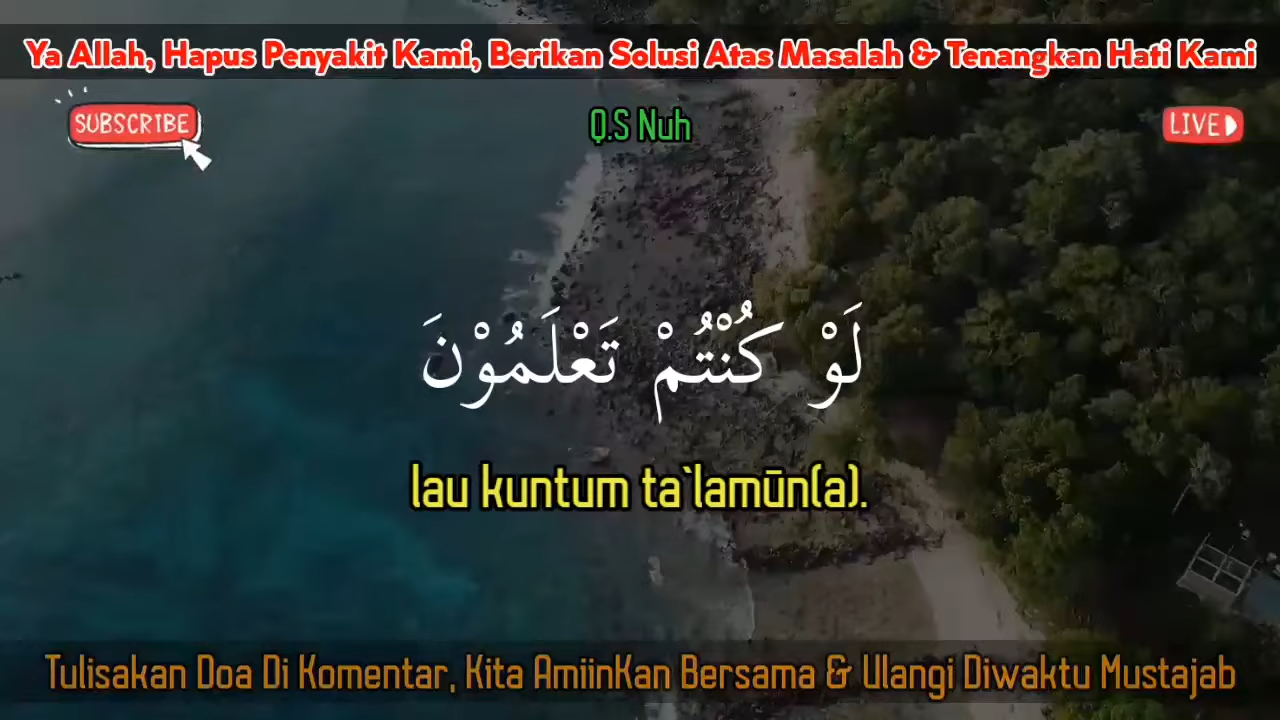 Ya Allah, Hapus Penyakit Kami, Berikan Solusi Atas Masalah & Tenangkan Hati Kami
SUBSCRIBE
Q.S Nuh
LIVE
لَوْ كُنْتُمْ تَعْلَمُوْنَ
lau kuntum ta`lamūn(a).
Tulisakan Doa Di Komentar, Kita AmiinKan Bersama & Ulangi Diwaktu Mustajab